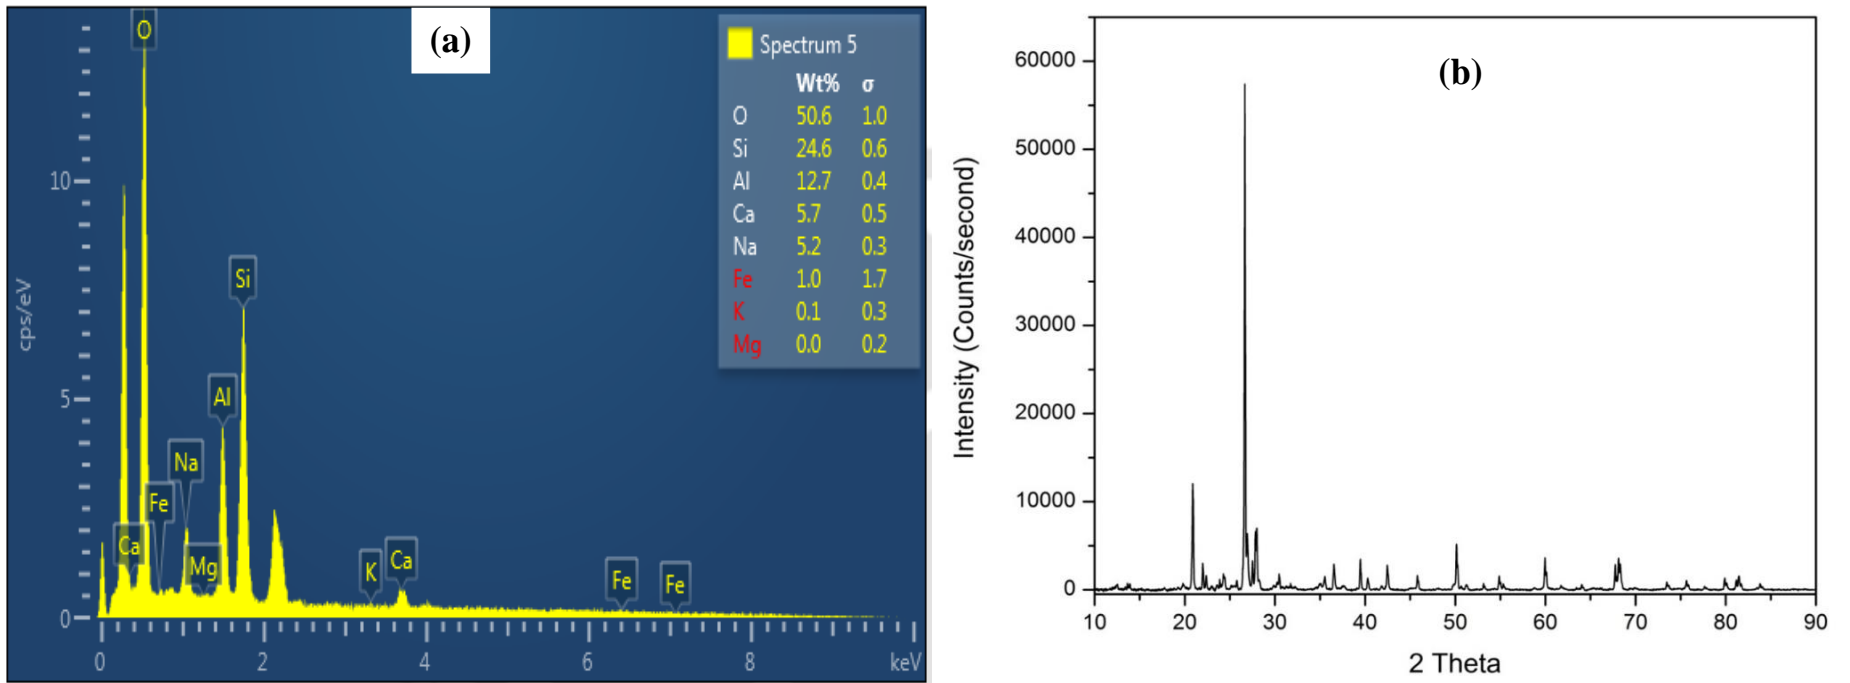 (a)
O
Si
Al
Na
Fe
Ca
Mg
K
Ca
Fe
Fe
10
5
0
cps/eV
0 2 4 6 8 keV
Spectrum 5
Wt% σ
O 50.6 1.0
Si 24.6 0.6
Al 12.7 0.4
Ca 5.7 0.5
Na 5.2 0.3
Fe 1.0 1.7
K 0.1 0.3
Mg 0.0 0.2
(b)
60000
50000
40000
30000
20000
10000
0
Intensity (Counts/second)
10 20 30 40 50 60 70 80 90
2 Theta